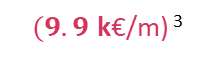 (9. 9 k€/m) ³